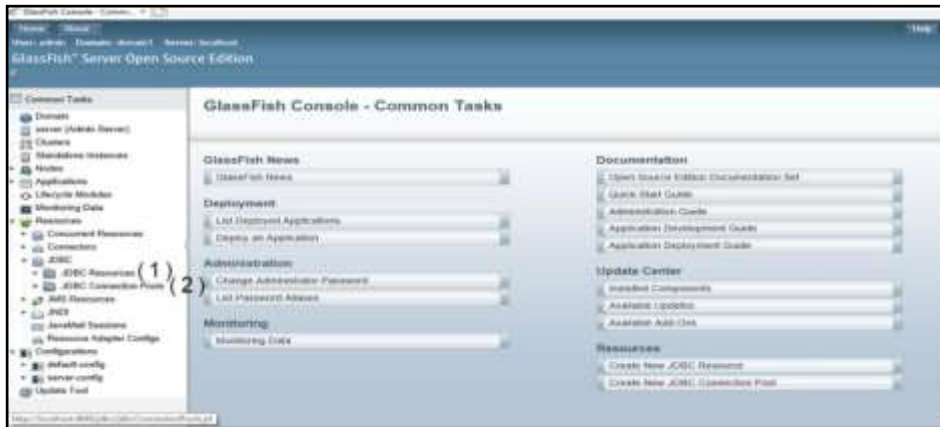 GlassFish Console - Common...
Home About
Help
User: admin Domain: domain1 Server: localhost
GlassFish™ Server Open Source Edition
Common Tasks
Domain
server (Admin Server)
Clusters
Standalone Instances
Nodes
Applications
Lifecycle Modules
Monitoring Data
Resources
Concurrent Resources
Connectors
JDBC
JDBC Resources (1)
JDBC Connection Pools (2)
JMS Resources
JNDI
JavaMail Sessions
Resource Adapter Configs
Configurations
default-config
server-config
Update Tool
GlassFish Console - Common Tasks
GlassFish News
GlassFish News
Deployment
List Deployed Applications
Deploy an Application
Administration
Change Administrator Password
List Password Aliases
Monitoring
Monitoring Data
Documentation
Open Source Edition Documentation Set
Quick Start Guide
Administration Guide
Application Development Guide
Application Deployment Guide
Update Center
Installed Components
Available Updates
Available Add-Ons
Resources
Create New JDBC Resource
Create New JDBC Connection Pool